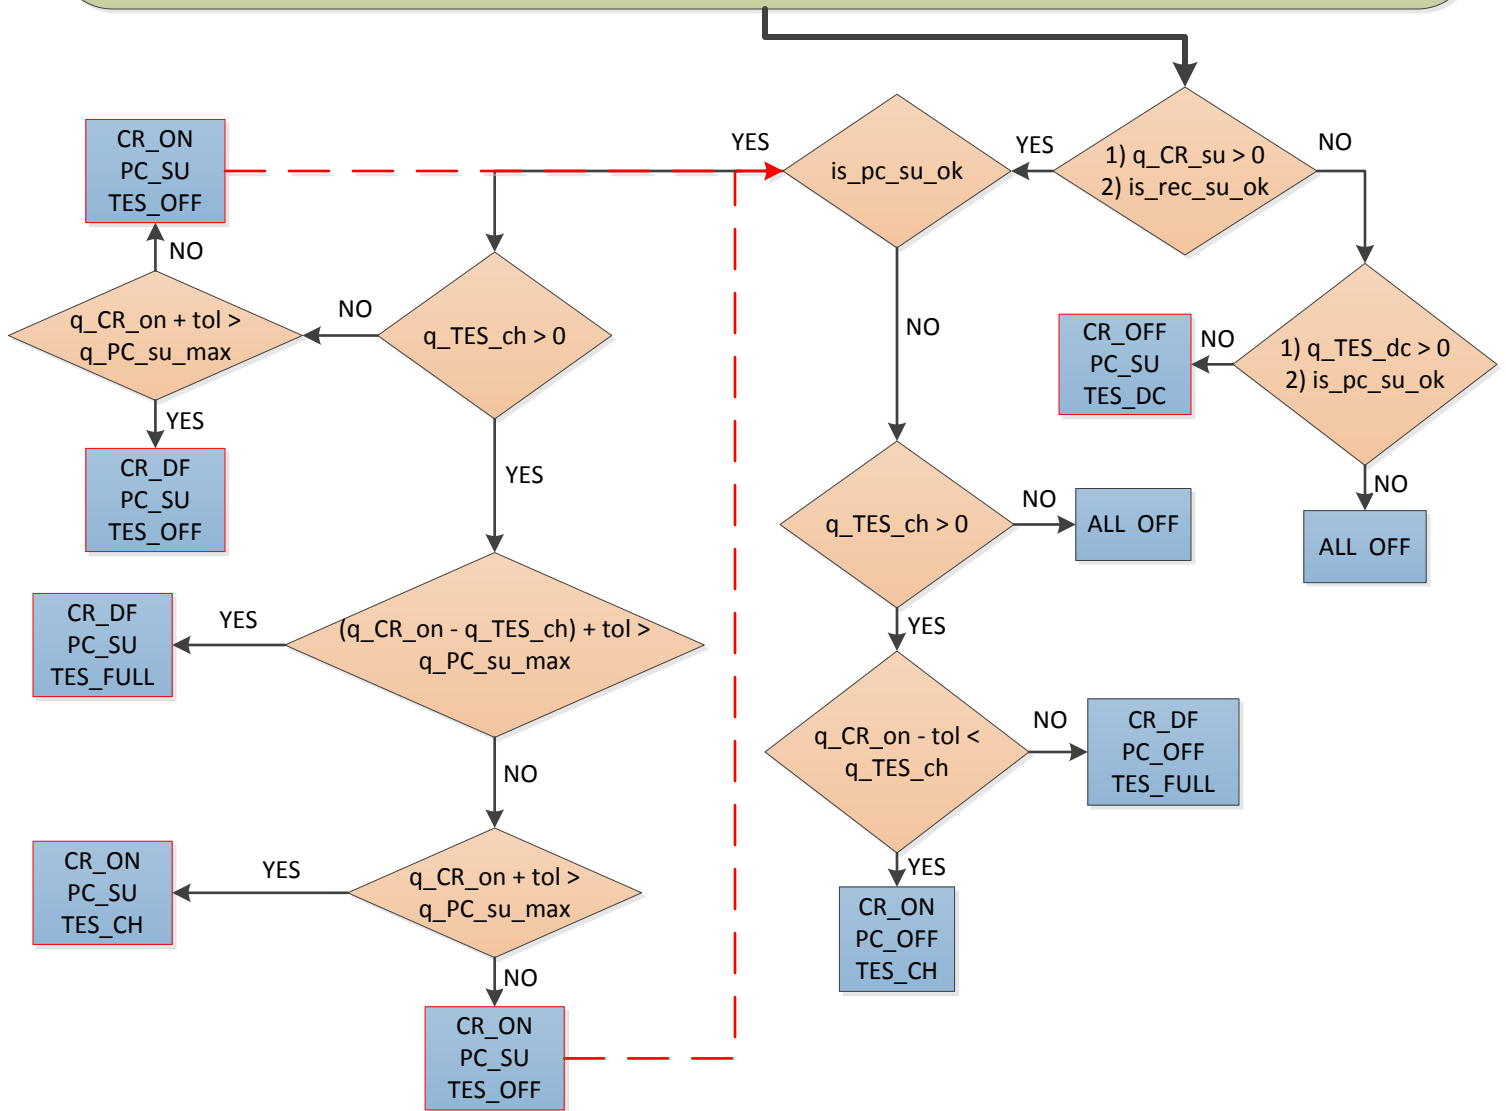 CR_ON
PC_SU
TES_OFF
YES
is_pc_su_ok
YES
1) q_CR_su > 0
2) is_rec_su_ok
NO
NO
q_CR_on + tol >
q_PC_su_max
NO
q_TES_ch > 0
NO
CR_OFF
PC_SU
TES_DC
NO
1) q_TES_dc > 0
2) is_pc_su_ok
YES
CR_DF
PC_SU
TES_OFF
YES
q_TES_ch > 0
NO
ALL OFF
NO
ALL OFF
CR_DF
PC_SU
TES_FULL
YES
(q_CR_on - q_TES_ch) + tol >
q_PC_su_max
YES
q_CR_on - tol <
q_TES_ch
NO
CR_DF
PC_OFF
TES_FULL
NO
CR_ON
PC_SU
TES_CH
YES
q_CR_on + tol >
q_PC_su_max
YES
CR_ON
PC_OFF
TES_CH
NO
CR_ON
PC_SU
TES_OFF